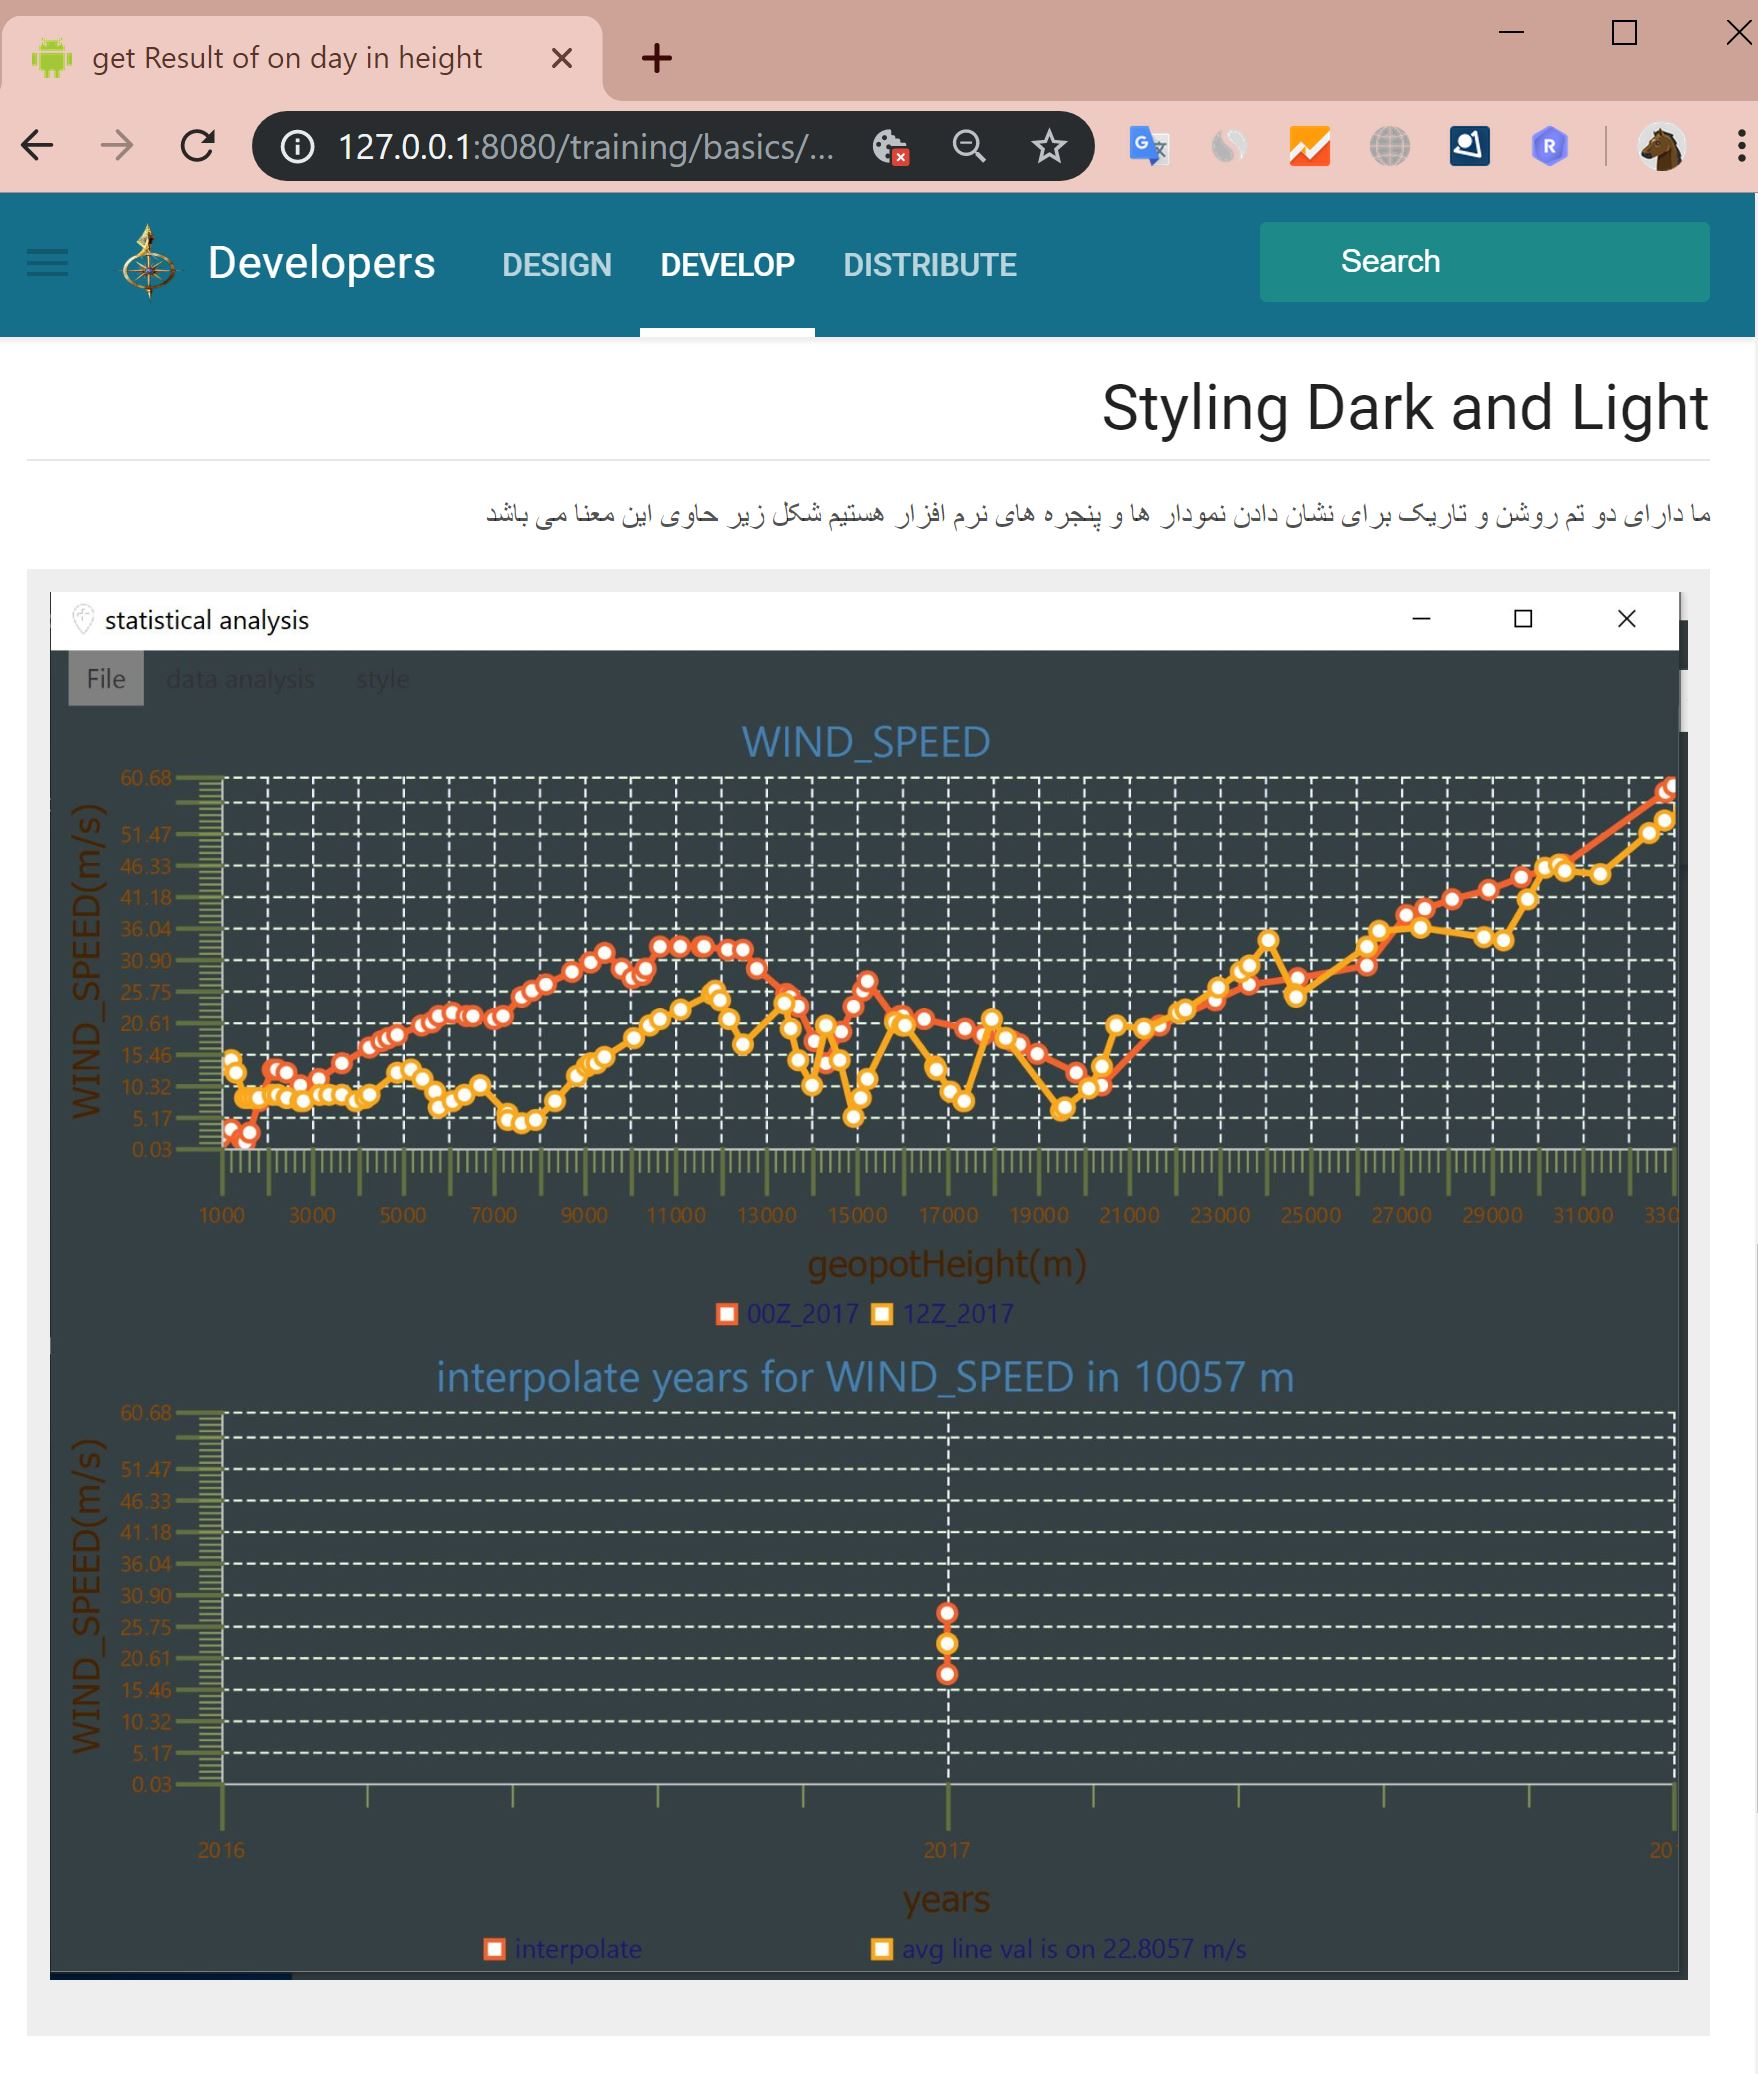 get Result of on day in height
127.0.0.1:8080/training/basics/...
Developers DESIGN DEVELOP DISTRIBUTE Search
Styling Dark and Light
ما دارای دو تم روشن و تاریک برای نشان دادن نمودار ها و پنجره های نرم افزار هستیم شکل زیر حاوی این معنا می باشد
statistical analysis
File data analysis style
WIND_SPEED
WIND_SPEED(m/s)
60.68
51.47
46.33
41.18
36.04
30.90
25.75
20.61
15.46
10.32
5.17
0.03
1000 3000 5000 7000 9000 11000 13000 15000 17000 19000 21000 23000 25000 27000 29000 31000 330
geopotHeight(m)
00Z_2017 12Z_2017
interpolate years for WIND_SPEED in 10057 m
WIND_SPEED(m/s)
60.68
51.47
46.33
41.18
36.04
30.90
25.75
20.61
15.46
10.32
5.17
0.03
2016 2017 201
years
interpolate avg line val is on 22.8057 m/s